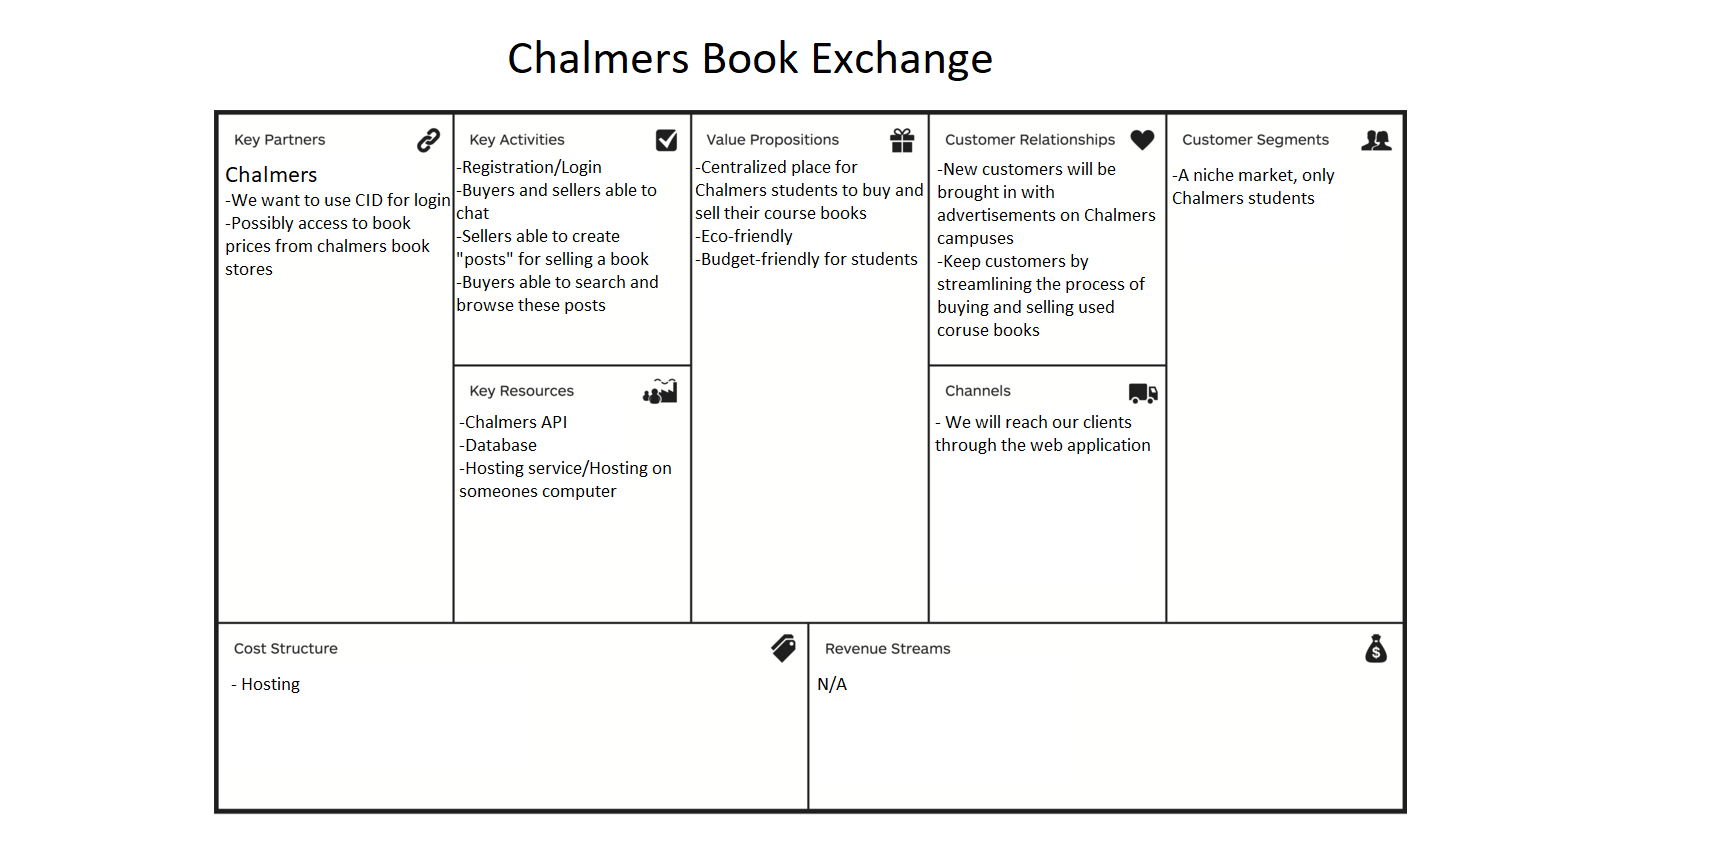 Chalmers Book Exchange
Key Partners
Chalmers
-We want to use CID for login
-Possibly access to book
prices from chalmers book
stores
Key Activities
-Registration/Login
-Buyers and sellers able to
chat
-Sellers able to create
"posts" for selling a book
-Buyers able to search and
browse these posts
Key Resources
-Chalmers API
-Database
-Hosting service/Hosting on
someones computer
Value Propositions
-Centralized place for
Chalmers students to buy and
sell their course books
-Eco-friendly
-Budget-friendly for students
Customer Relationships
-New customers will be
brought in with
advertisements on Chalmers
campuses
-Keep customers by
streamlining the process of
buying and selling used
coruse books
Channels
- We will reach our clients
through the web application
Customer Segments
-A niche market, only
Chalmers students
Cost Structure
- Hosting
Revenue Streams
$
N/A